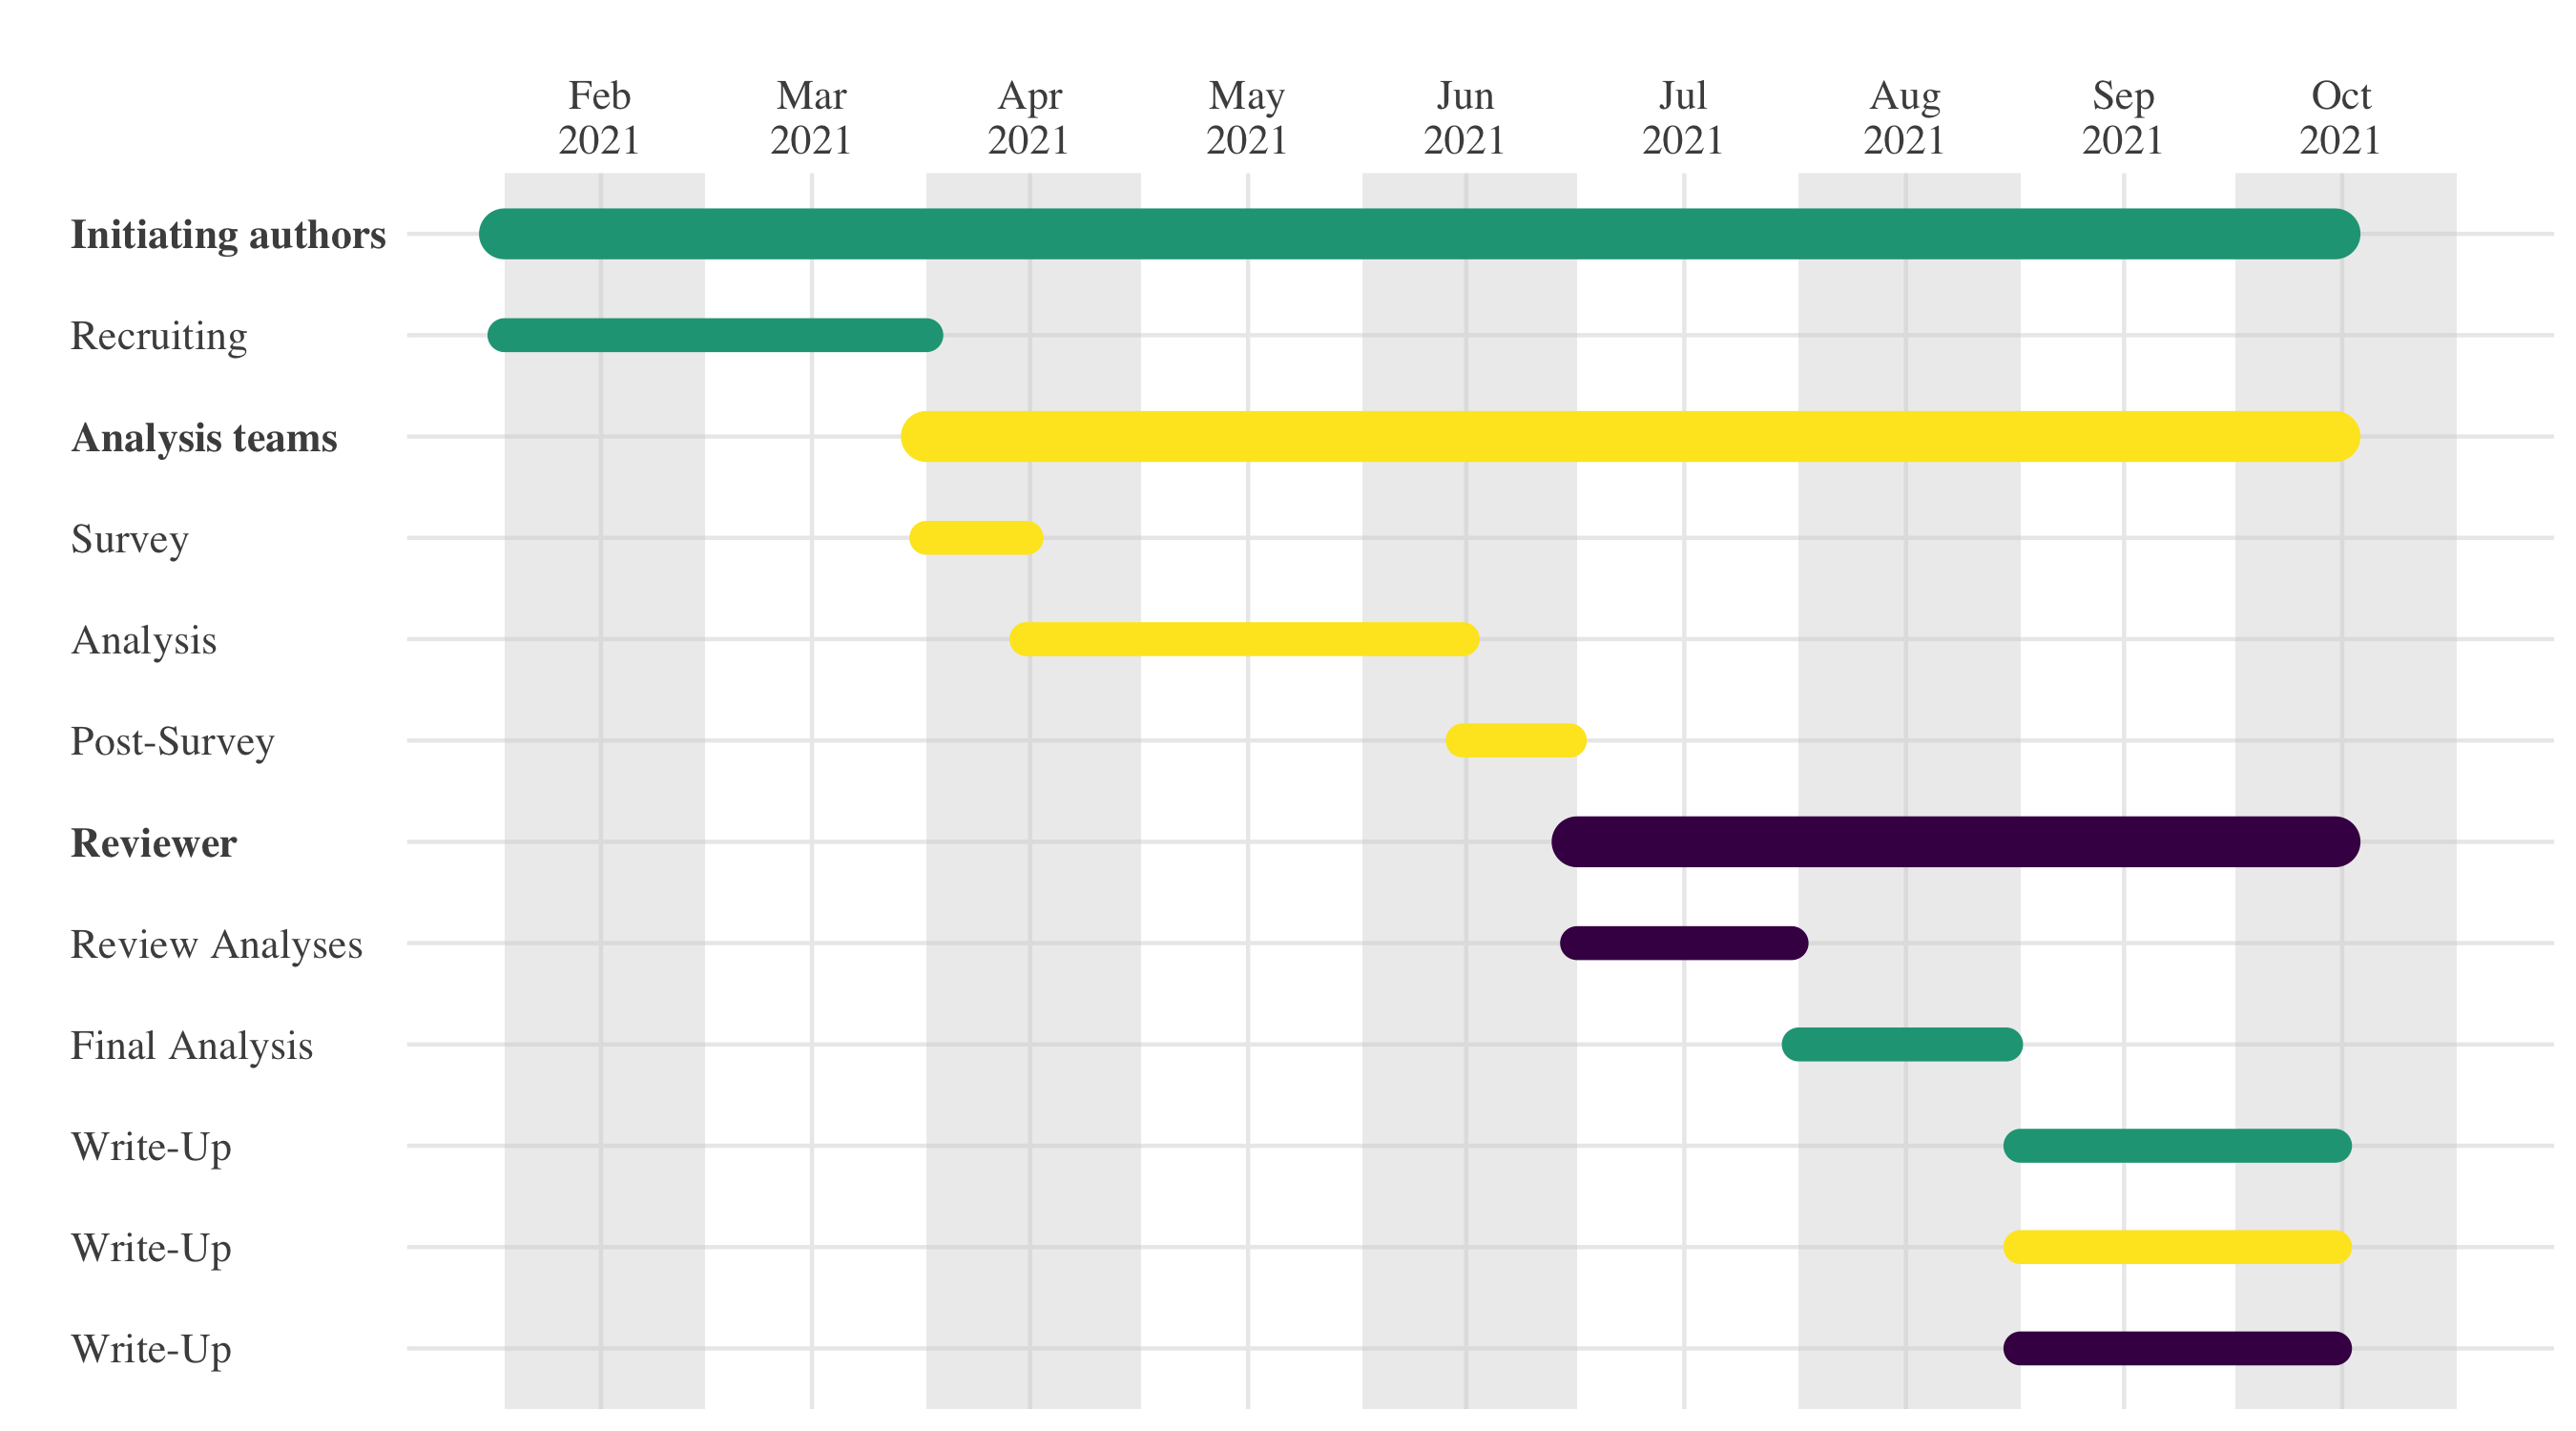 Feb Mar Apr May Jun Jul Aug Sep Oct
2021 2021 2021 2021 2021 2021 2021 2021 2021
Initiating authors
Recruiting
Analysis teams
Survey
Analysis
Post-Survey
Reviewer
Review Analyses
Final Analysis
Write-Up
Write-Up
Write-Up